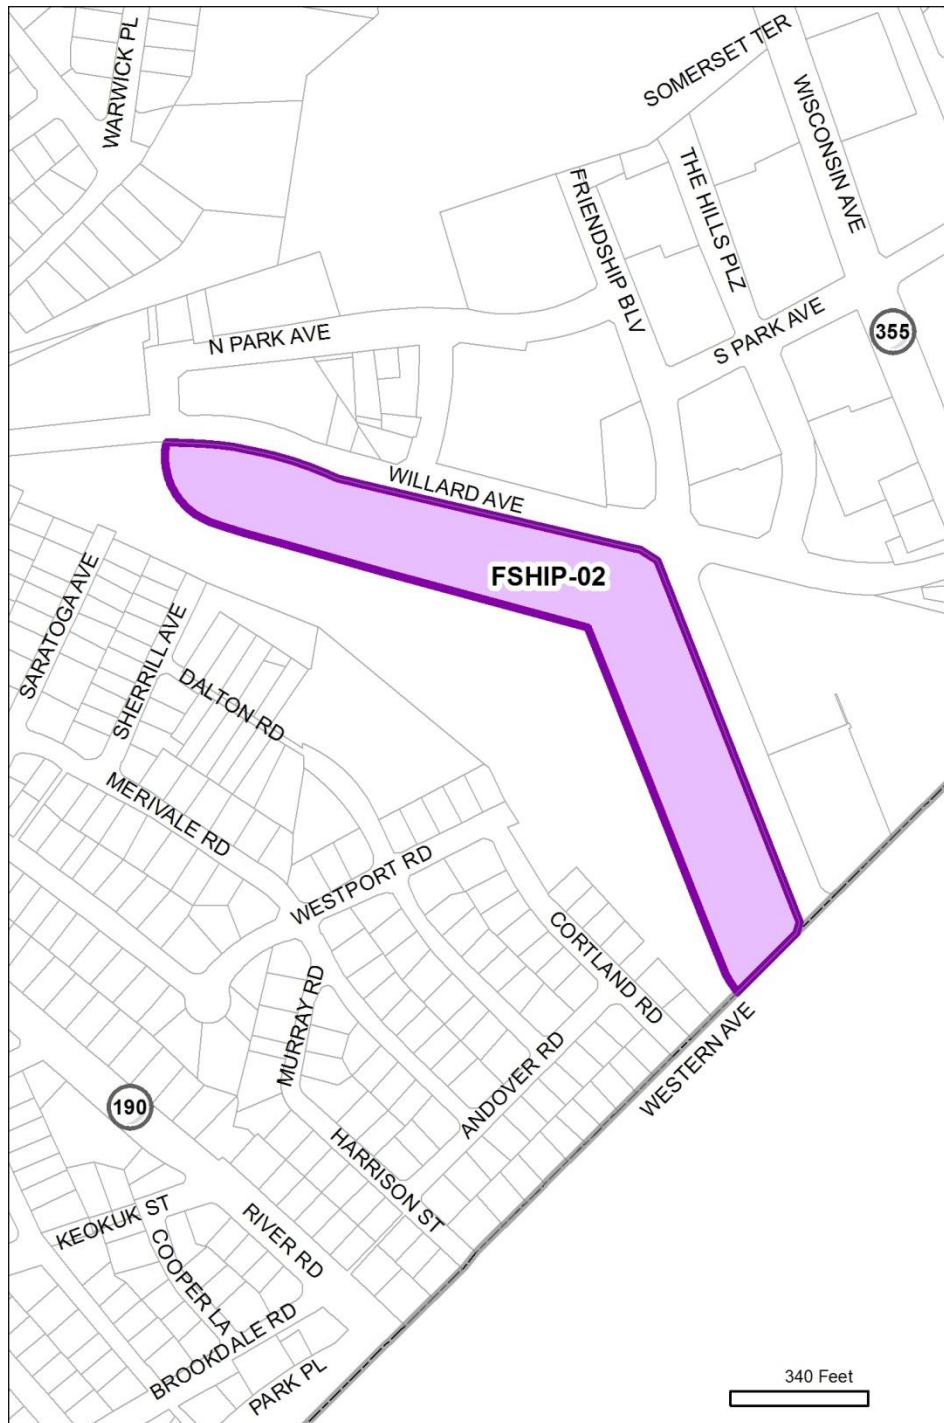 SOMERSET TER
WARWICK PL
WISCONSIN AVE
THE HILLS PLZ
FRIENDSHIP BLV
N PARK AVE
S PARK AVE
355
WILLARD AVE
FSHIP-02
SARATOGA AVE
SHERRILL AVE
DALTON RD
MERIVALE RD
WESTPORT RD
CORTLAND RD
MURRAY RD
ANDOVER RD
WESTERN AVE
190
HARRISON ST
KEOKUK ST
RIVER RD
COOPER LA
BROOKDALE RD
PARK PL
340 Feet